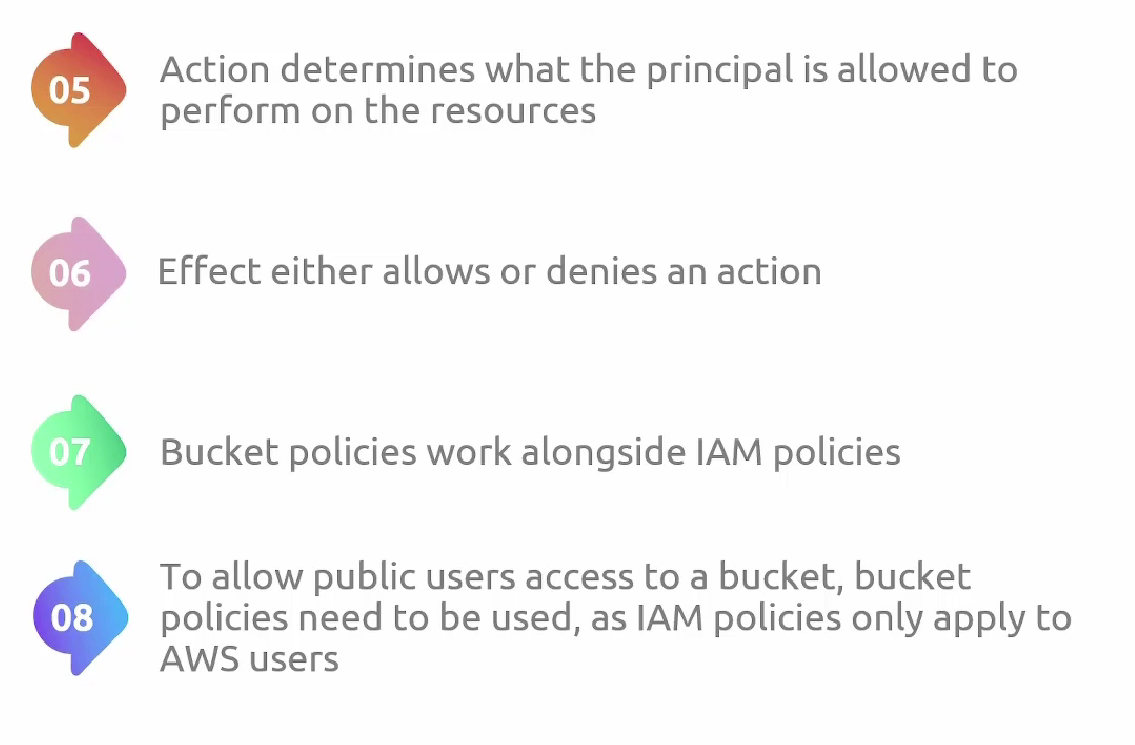 05
Action determines what the principal is allowed to
perform on the resources
06
Effect either allows or denies an action
07
Bucket policies work alongside IAM policies
08
To allow public users access to a bucket, bucket
policies need to be used, as IAM policies only apply to
AWS users